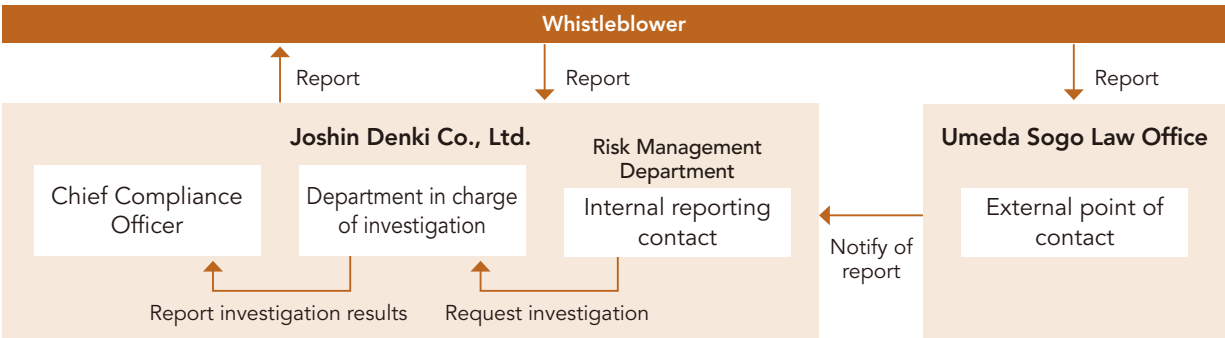 Whistleblower
Report
Report
Report
Joshin Denki Co., Ltd.
Umeda Sogo Law Office
Risk Management
Department
Chief Compliance
Officer
Department in charge
of investigation
Internal reporting
contact
External point of
contact
Notify of
report
Report investigation results
Request investigation